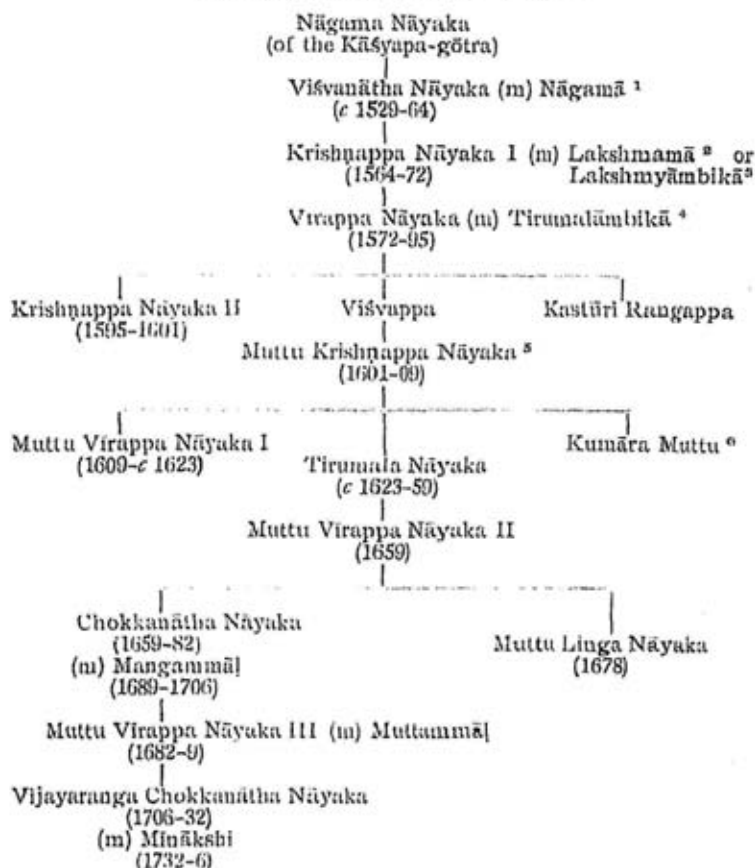 Nāgama Nāyaka
(of the Kāśyapa-gōtra)
Viśvanātha Nāyaka (m) Nāgamā ¹
(c 1529-64)
Krishṇappa Nāyaka I (m) Lakshmamā ² or
(1564-72) Lakshmyāmbikā ³
Vīrappa Nāyaka (m) Tirumalāmbikā ⁴
(1572-95)
Krishṇappa Nāyaka II Viśvappa Kastūri Rangappa
(1595-1601)
Muttu Krishṇappa Nāyaka ⁵
(1601-09)
Muttu Vīrappa Nāyaka I Kumāra Muttu ⁶
(1609-c 1623) Tirumala Nāyaka
(c 1623-59)
Muttu Vīrappa Nāyaka II
(1659)
Chokkanātha Nāyaka
(1659-82) Muttu Linga Nāyaka
(m) Mangammāḷ (1678)
(1689-1706)
Muttu Vīrappa Nāyaka III (m) Muttammāḷ
(1682-9)
Vijayaranga Chokkanātha Nāyaka
(1706-32)
(m) Mīnākshi
(1732-6)